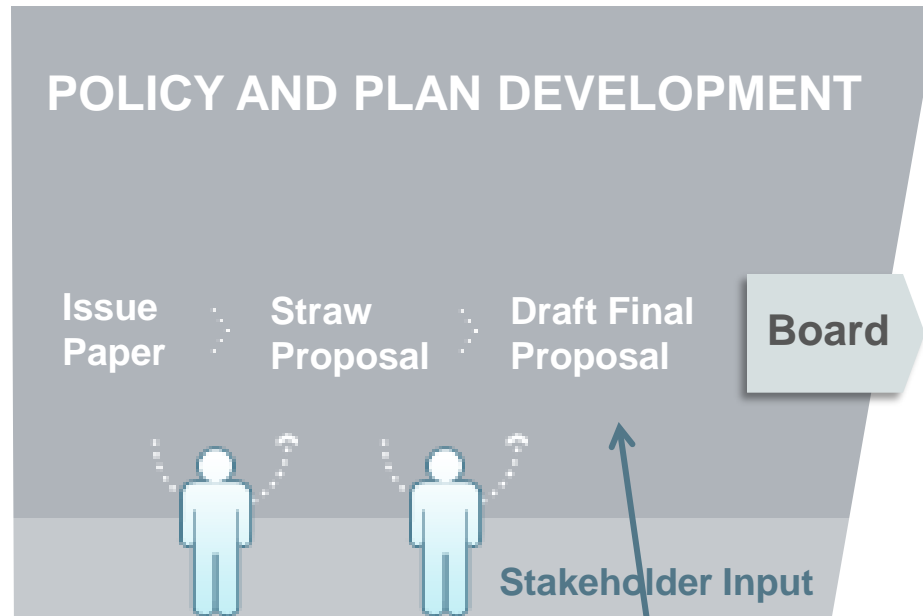 POLICY AND PLAN DEVELOPMENT
Issue
Paper
Straw
Proposal
Draft Final
Proposal
Board
Stakeholder Input